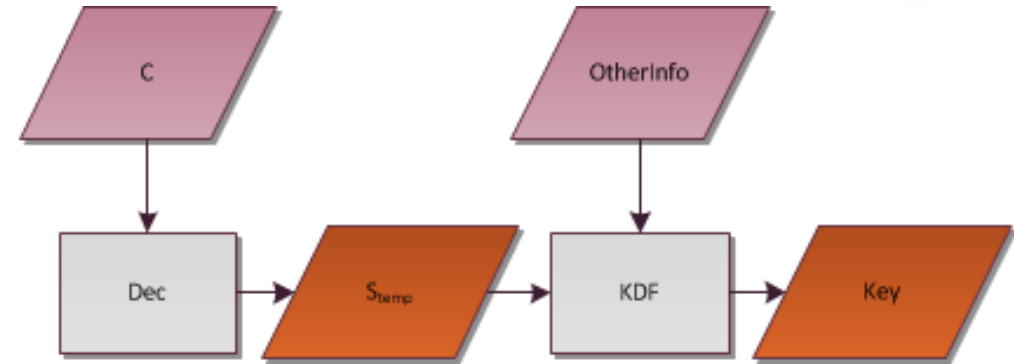 C
OtherInfo
Dec
Stemp
KDF
Key